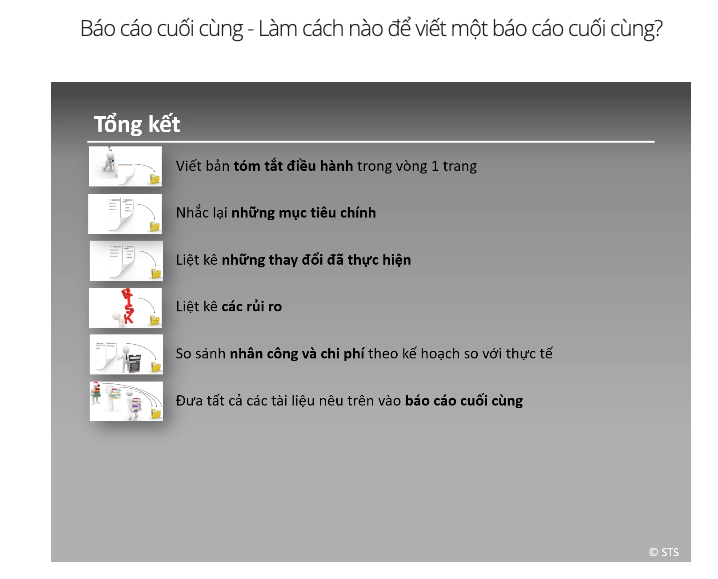 Báo cáo cuối cùng - Làm cách nào để viết một báo cáo cuối cùng?
Tổng kết
Viết bản tóm tắt điều hành trong vòng 1 trang
Nhắc lại những mục tiêu chính
Liệt kê những thay đổi đã thực hiện
RISK
Liệt kê các rủi ro
So sánh nhân công và chi phí theo kế hoạch so với thực tế
Đưa tất cả các tài liệu nêu trên vào báo cáo cuối cùng
© STS